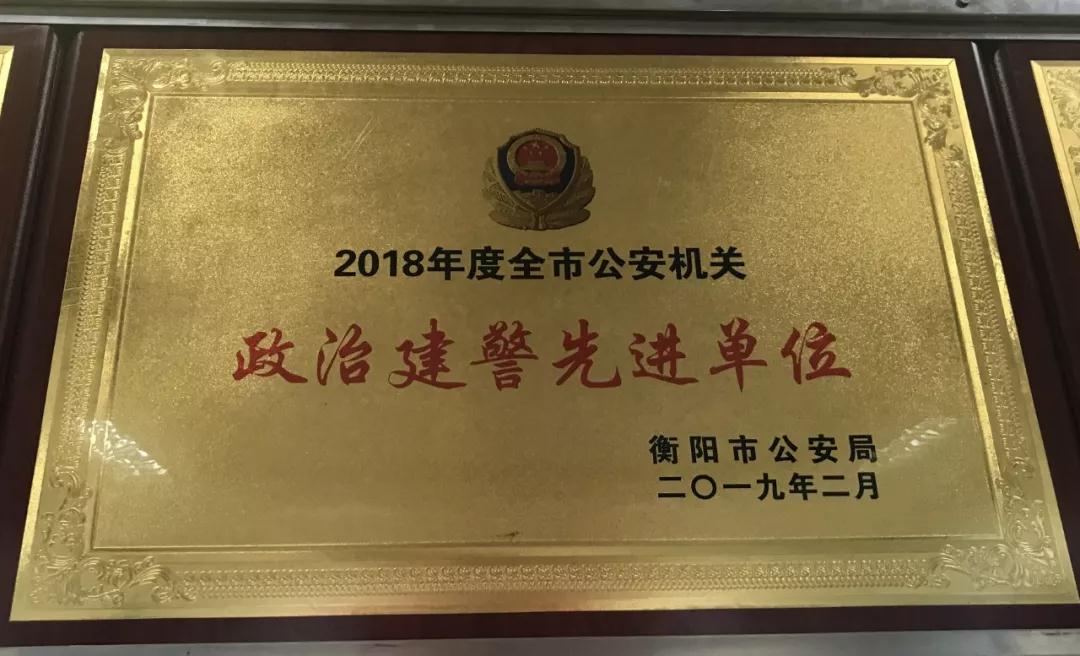 2018年度全市公安机关
政治建警先进单位
衡阳市公安局
二〇一九年二月